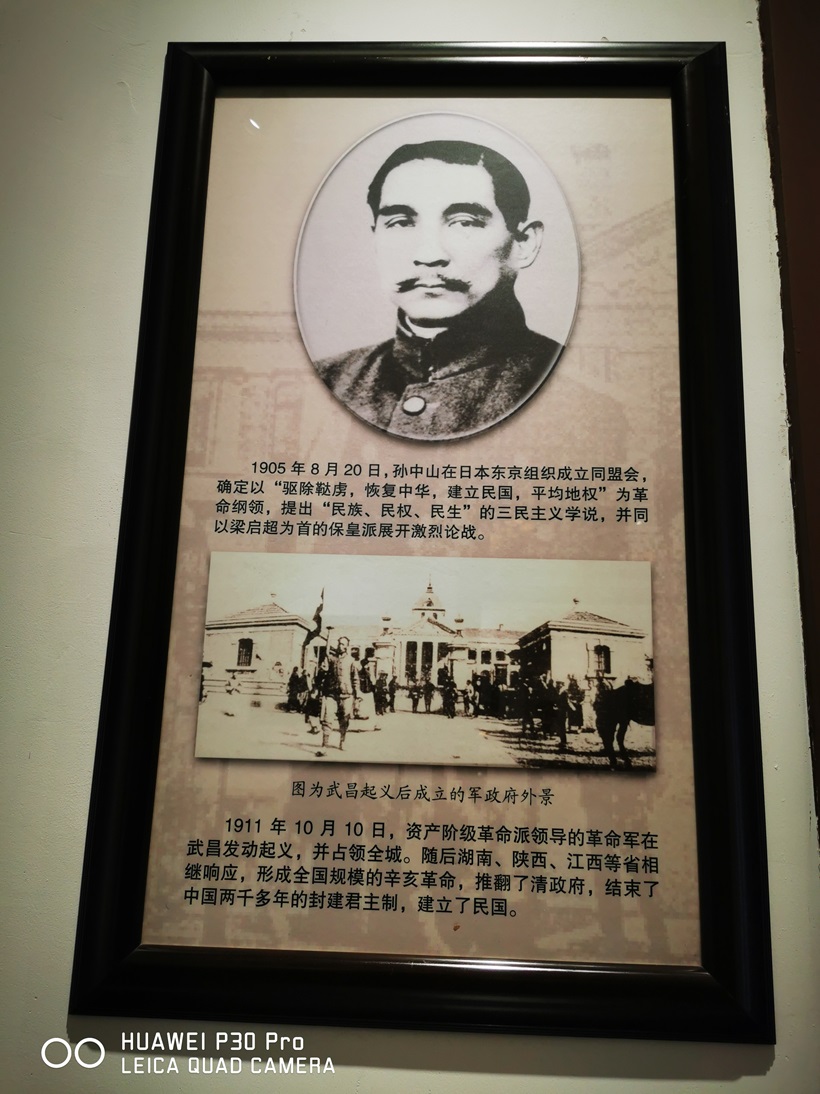 1905 年 8 月 20 日,孙中山在日本东京组织成立同盟会,
确定以“驱除鞑虏，恢复中华，建立民国，平均地权”为革
命纲领，提出“民族、民权、民生”的三民主义学说，并同
以梁启超为首的保皇派展开激烈论战。
图为武昌起义后成立的军政府外景
1911 年 10 月 10 日，资产阶级革命派领导的革命军在
武昌发动起义，并占领全城。随后湖南、陕西、江西等省相
继响应，形成全国规模的辛亥革命，推翻了清政府，结束了
中国两千多年的封建君主制，建立了民国。
HUAWEI P30 Pro
LEICA QUAD CAMERA